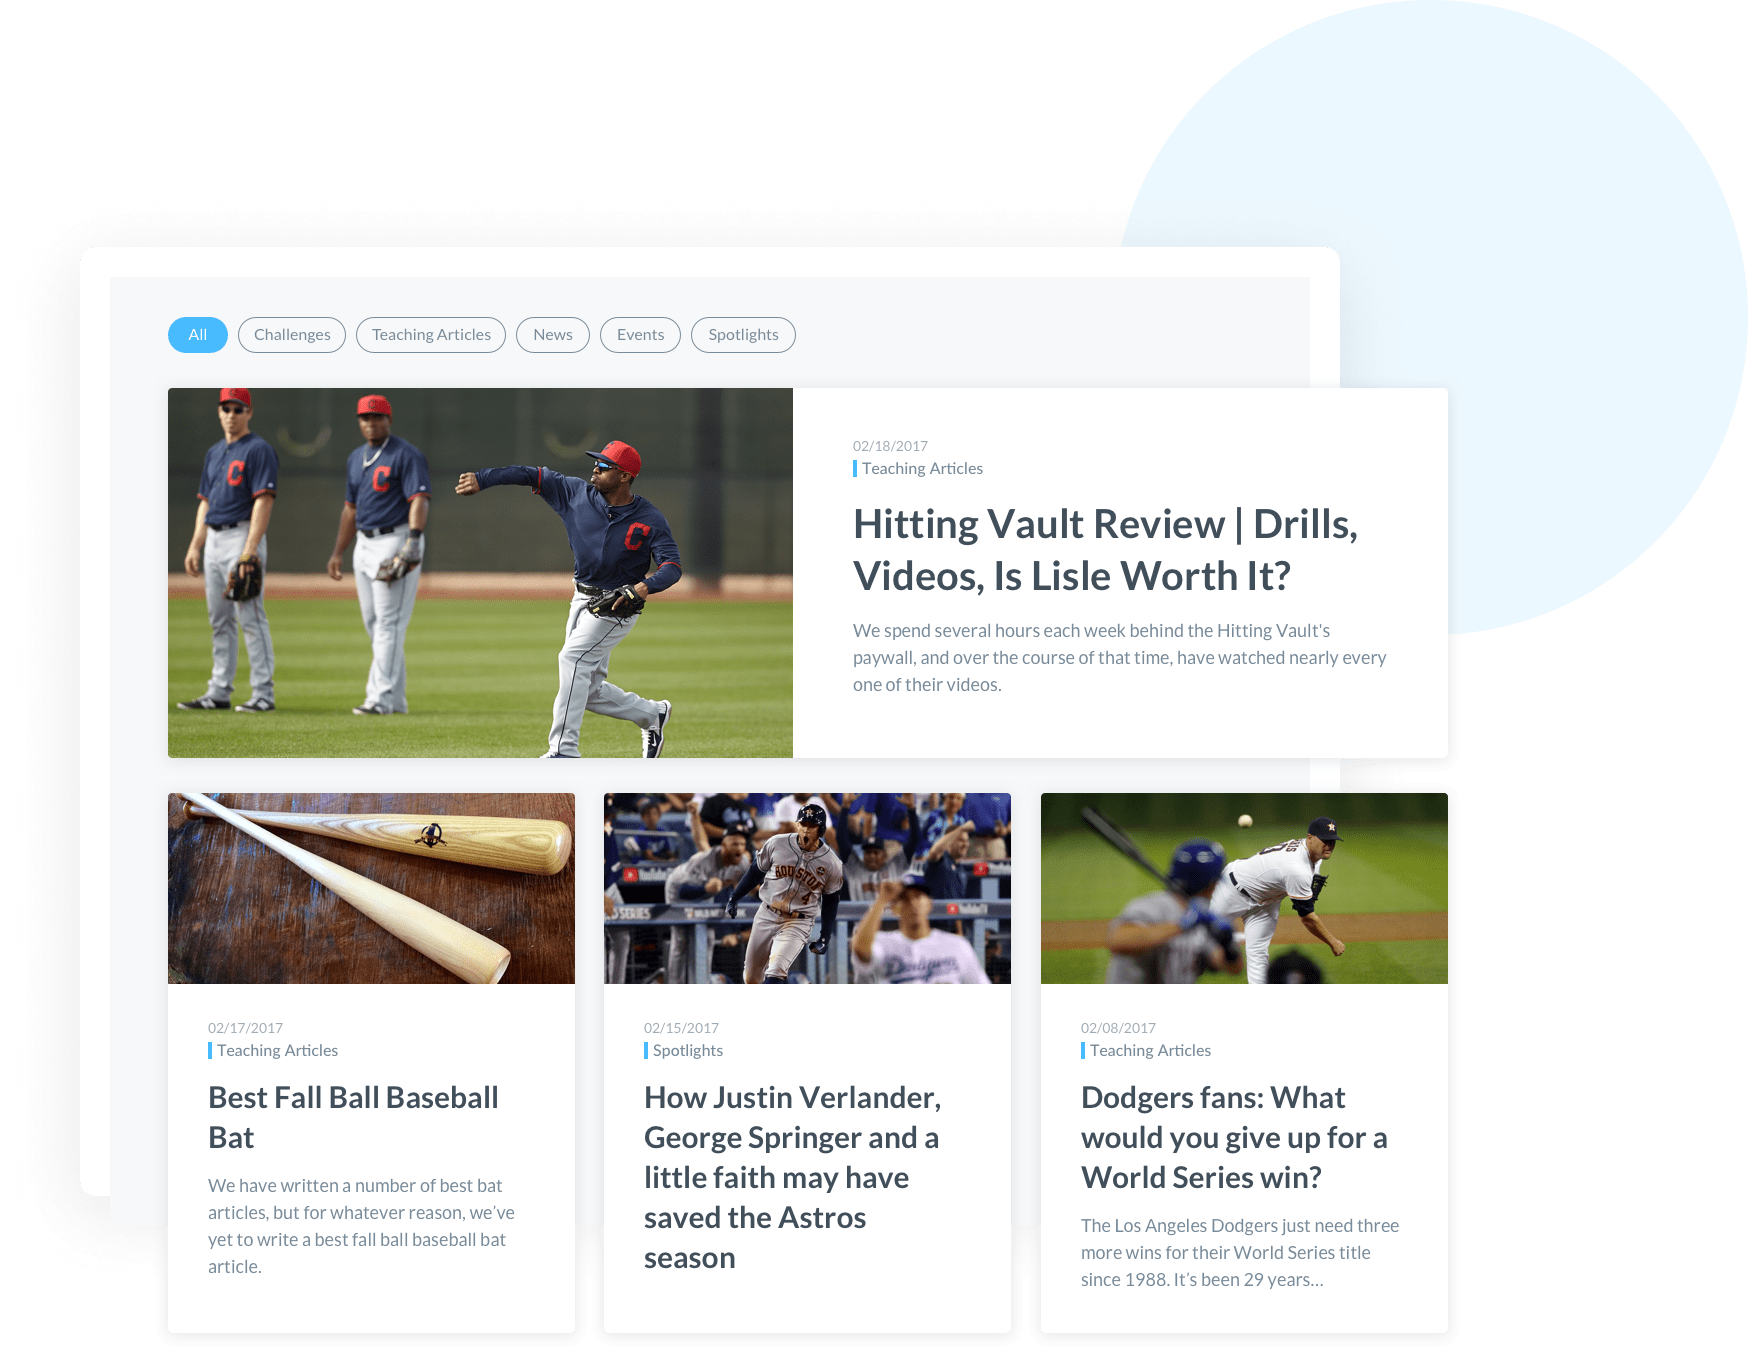 All
Challenges
Teaching Articles
News
Events
Spotlights
C
C
C
02/18/2017
Teaching Articles
Hitting Vault Review | Drills,
Videos, Is Lisle Worth It?
We spend several hours each week behind the Hitting Vault's
paywall, and over the course of that time, have watched nearly every
one of their videos.
HOUSTON
4
SERIES
YouTube
Dodgers
02/17/2017
Teaching Articles
Best Fall Ball Baseball
Bat
We have written a number of best bat
articles, but for whatever reason, we’ve
yet to write a best fall ball baseball bat
article.
02/15/2017
Spotlights
How Justin Verlander,
George Springer and a
little faith may have
saved the Astros
season
02/08/2017
Teaching Articles
Dodgers fans: What
would you give up for a
World Series win?
The Los Angeles Dodgers just need three
more wins for their World Series title
since 1988. It’s been 29 years...